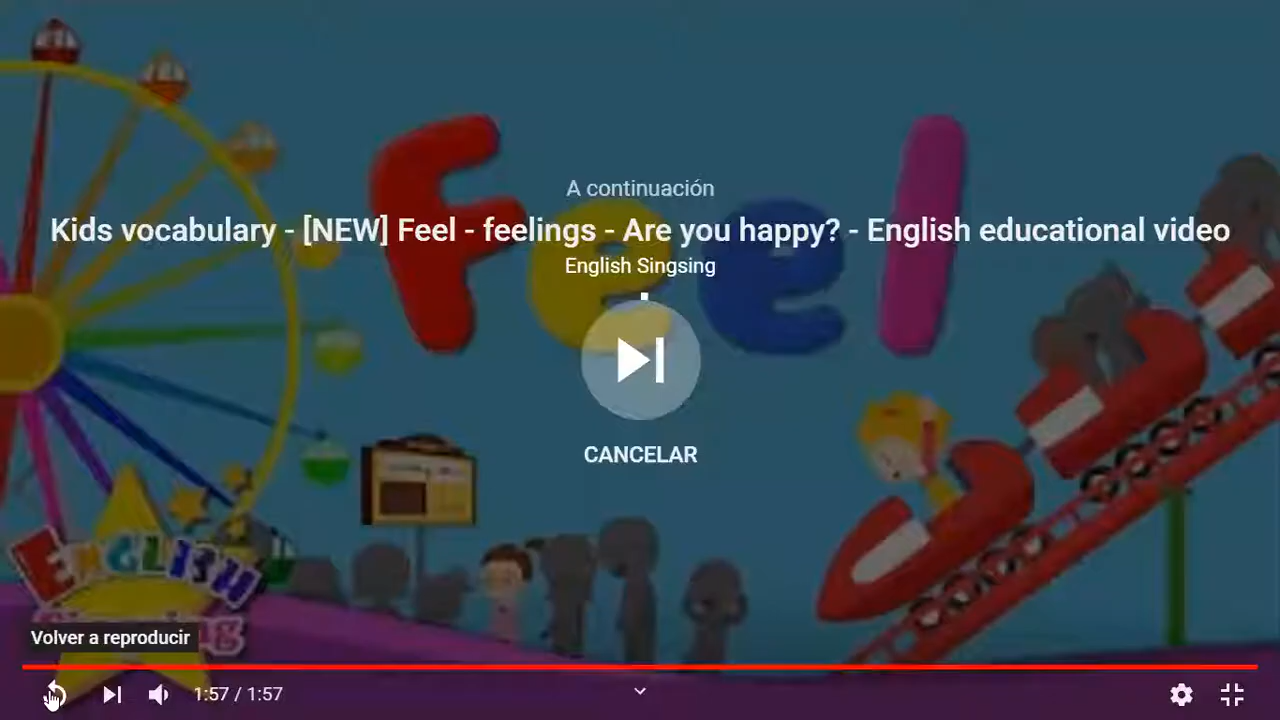 Feel
A continuación
Kids vocabulary - [NEW] Feel - feelings - Are you happy? - English educational video
English Singsing
CANCELAR
ENGLISH
Volver a reproducir
1:57 / 1:57